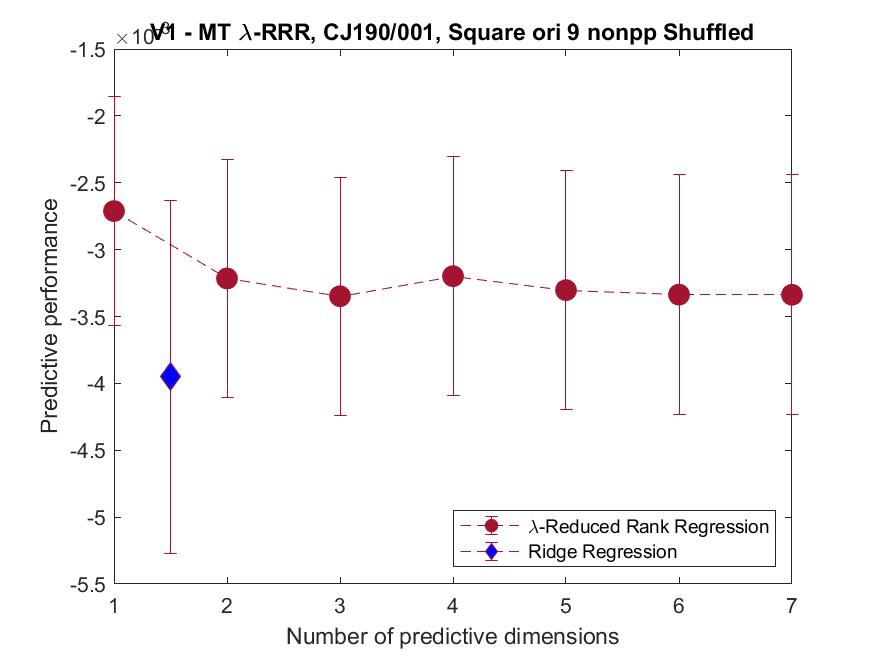 V1 - MT λ-RRR, CJ190/001, Square ori 9 nonpp Shuffled
×10
-1.5
-2
-2.5
-3
-3.5
-4
-4.5
-5
-5.5
Predictive performance
1 2 3 4 5 6 7
Number of predictive dimensions
λ-Reduced Rank Regression
Ridge Regression